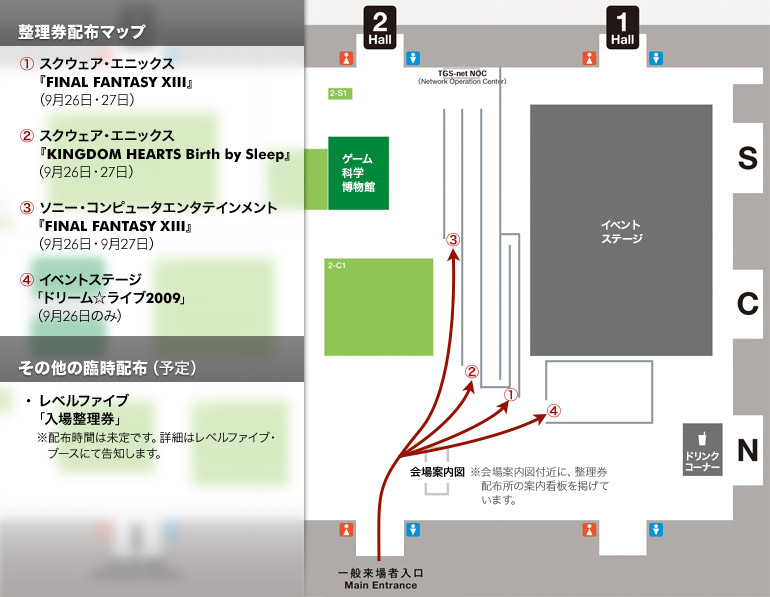 整理券配布マップ
① スクウェア・エニックス
『FINAL FANTASY XIII』
（9月26日・27日）
② スクウェア・エニックス
『KINGDOM HEARTS Birth by Sleep』
（9月26日・27日）
③ ソニー・コンピュータエンタテインメント
『FINAL FANTASY XIII』
（9月26日・9月27日）
④ イベントステージ
「ドリーム☆ライブ2009」
（9月26日のみ）
その他の臨時配布（予定）
・ レベルファイブ
「入場整理券」
※配布時間は未定です。詳細はレベルファイブ・
ブースにて告知します。
2
Hall
1
Hall
TGS-net NOC
(Network Operation Center)
2-S1
ゲーム
科学
博物館
イベント
ステージ
S
③
2-C1
C
②
①
④
ドリンク
コーナー
N
会場案内図
※会場案内図付近に、整理券
配布所の案内看板を掲げて
います。
一般来場者入口
Main Entrance